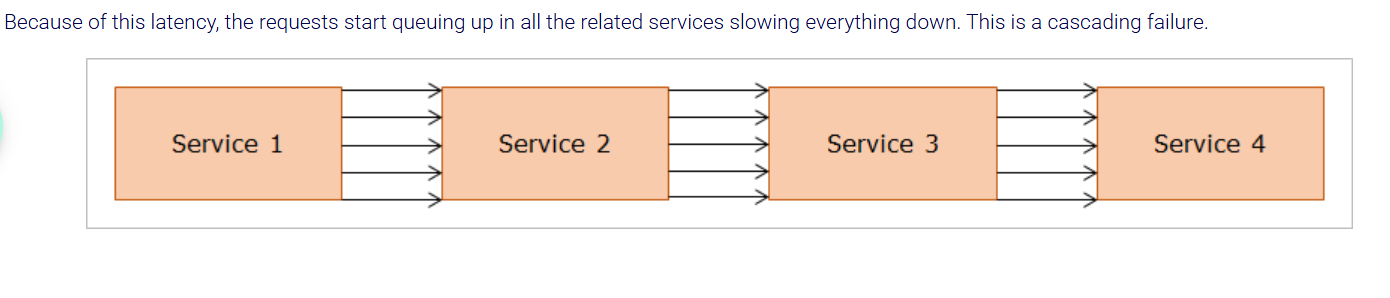 Because of this latency, the requests start queuing up in all the related services slowing everything down. This is a cascading failure.
Service 1 Service 2 Service 3 Service 4